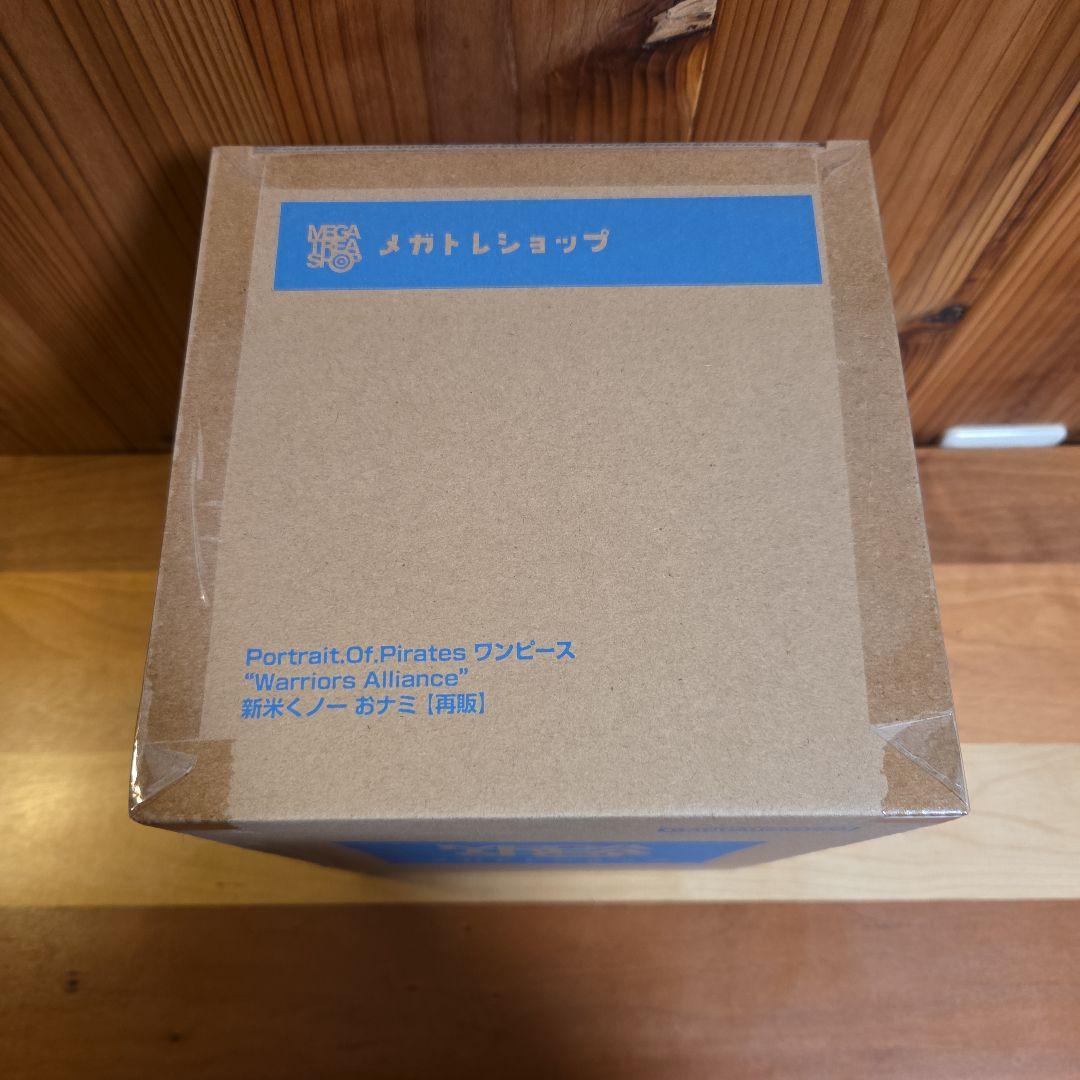 MEGA
TREA
SHOP
メガトレショップ
Portrait.Of.Pirates ワンピース
“Warriors Alliance”
新米くノ一 おナミ【再販】